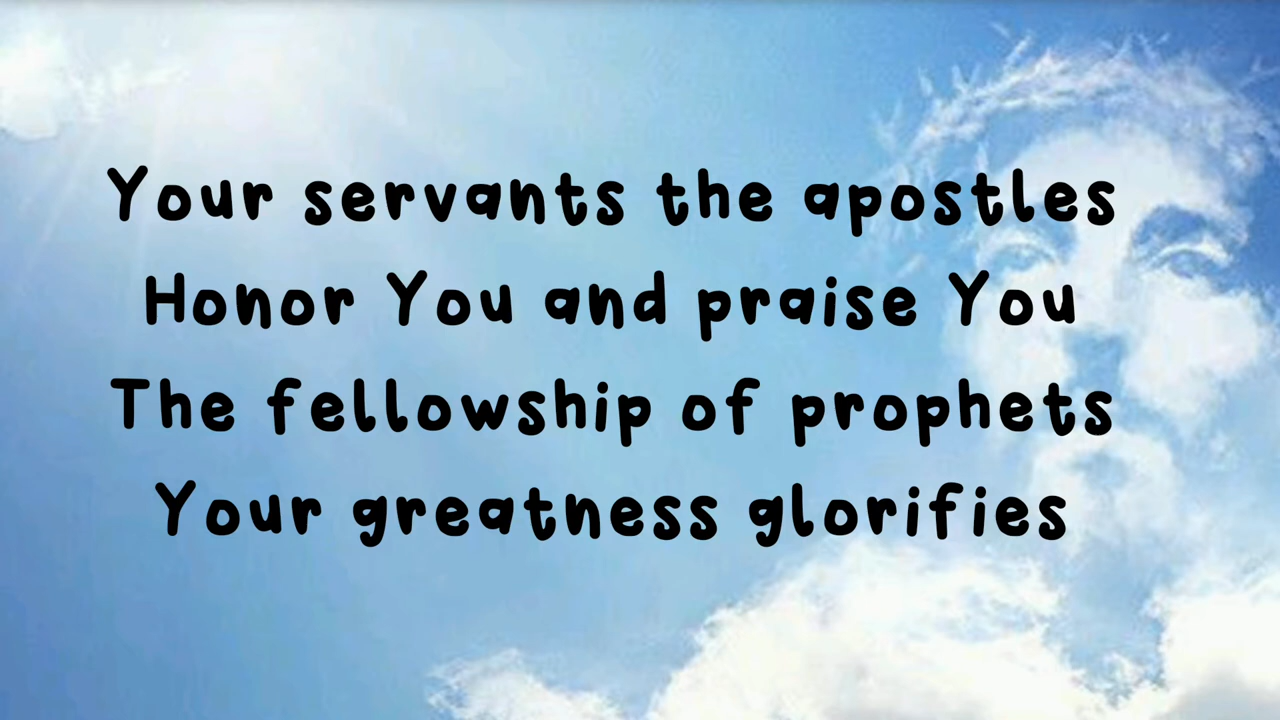 Your servants the apostles
Honor You and praise You
The fellowship of prophets
Your greatness glorifies